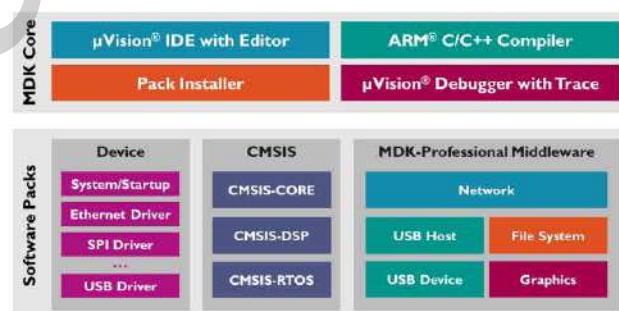 MDK Core
µVision® IDE with Editor
ARM® C/C++ Compiler
Pack Installer
µVision® Debugger with Trace
Software Packs
Device
System/Startup
Ethernet Driver
SPI Driver
...
USB Driver
CMSIS
CMSIS-CORE
CMSIS-DSP
CMSIS-RTOS
MDK-Professional Middleware
Network
USB Host
File System
USB Device
Graphics